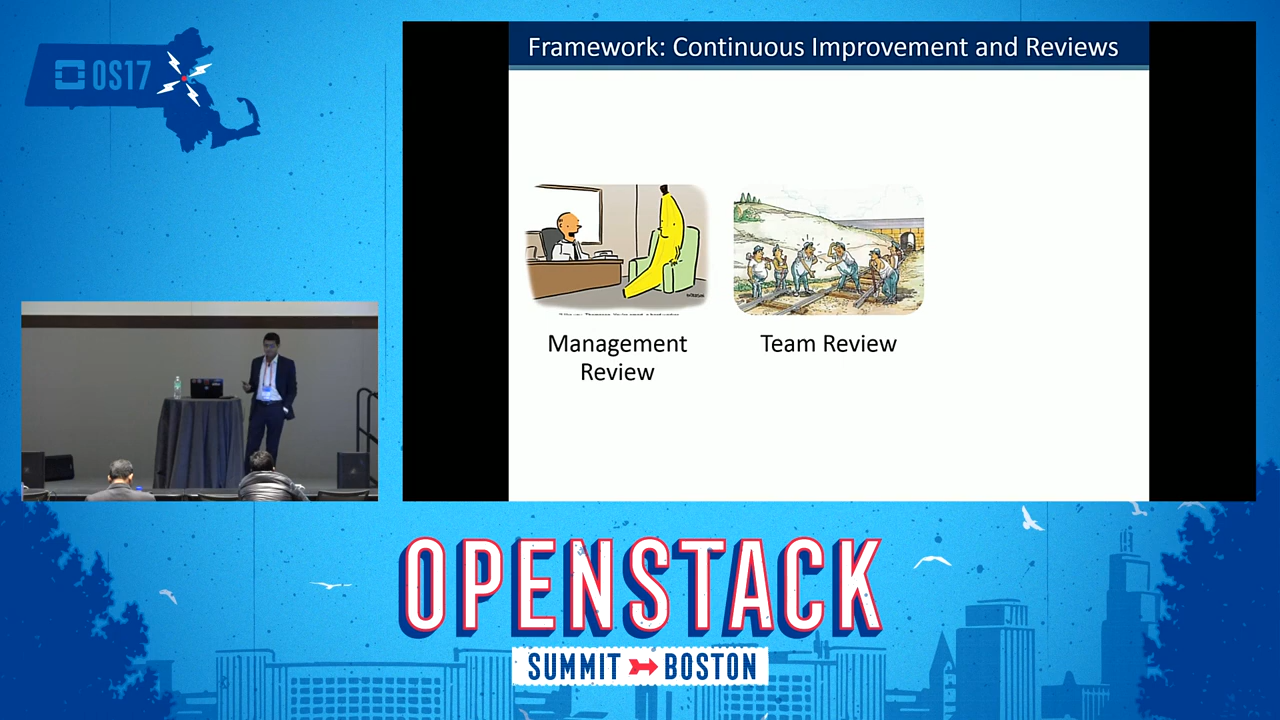 OS17
Framework: Continuous Improvement and Reviews
Management
Review
Team Review
OPENSTACK
SUMMIT BOSTON